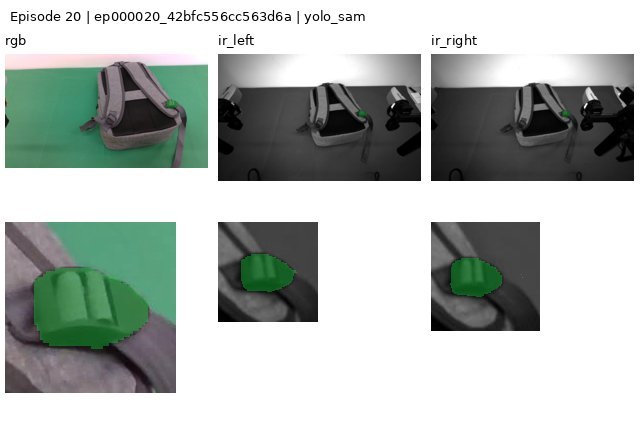 Episode 20 | ep000020_42bfc556cc563d6a | yolo_sam
rgb
ir_left
ir_right